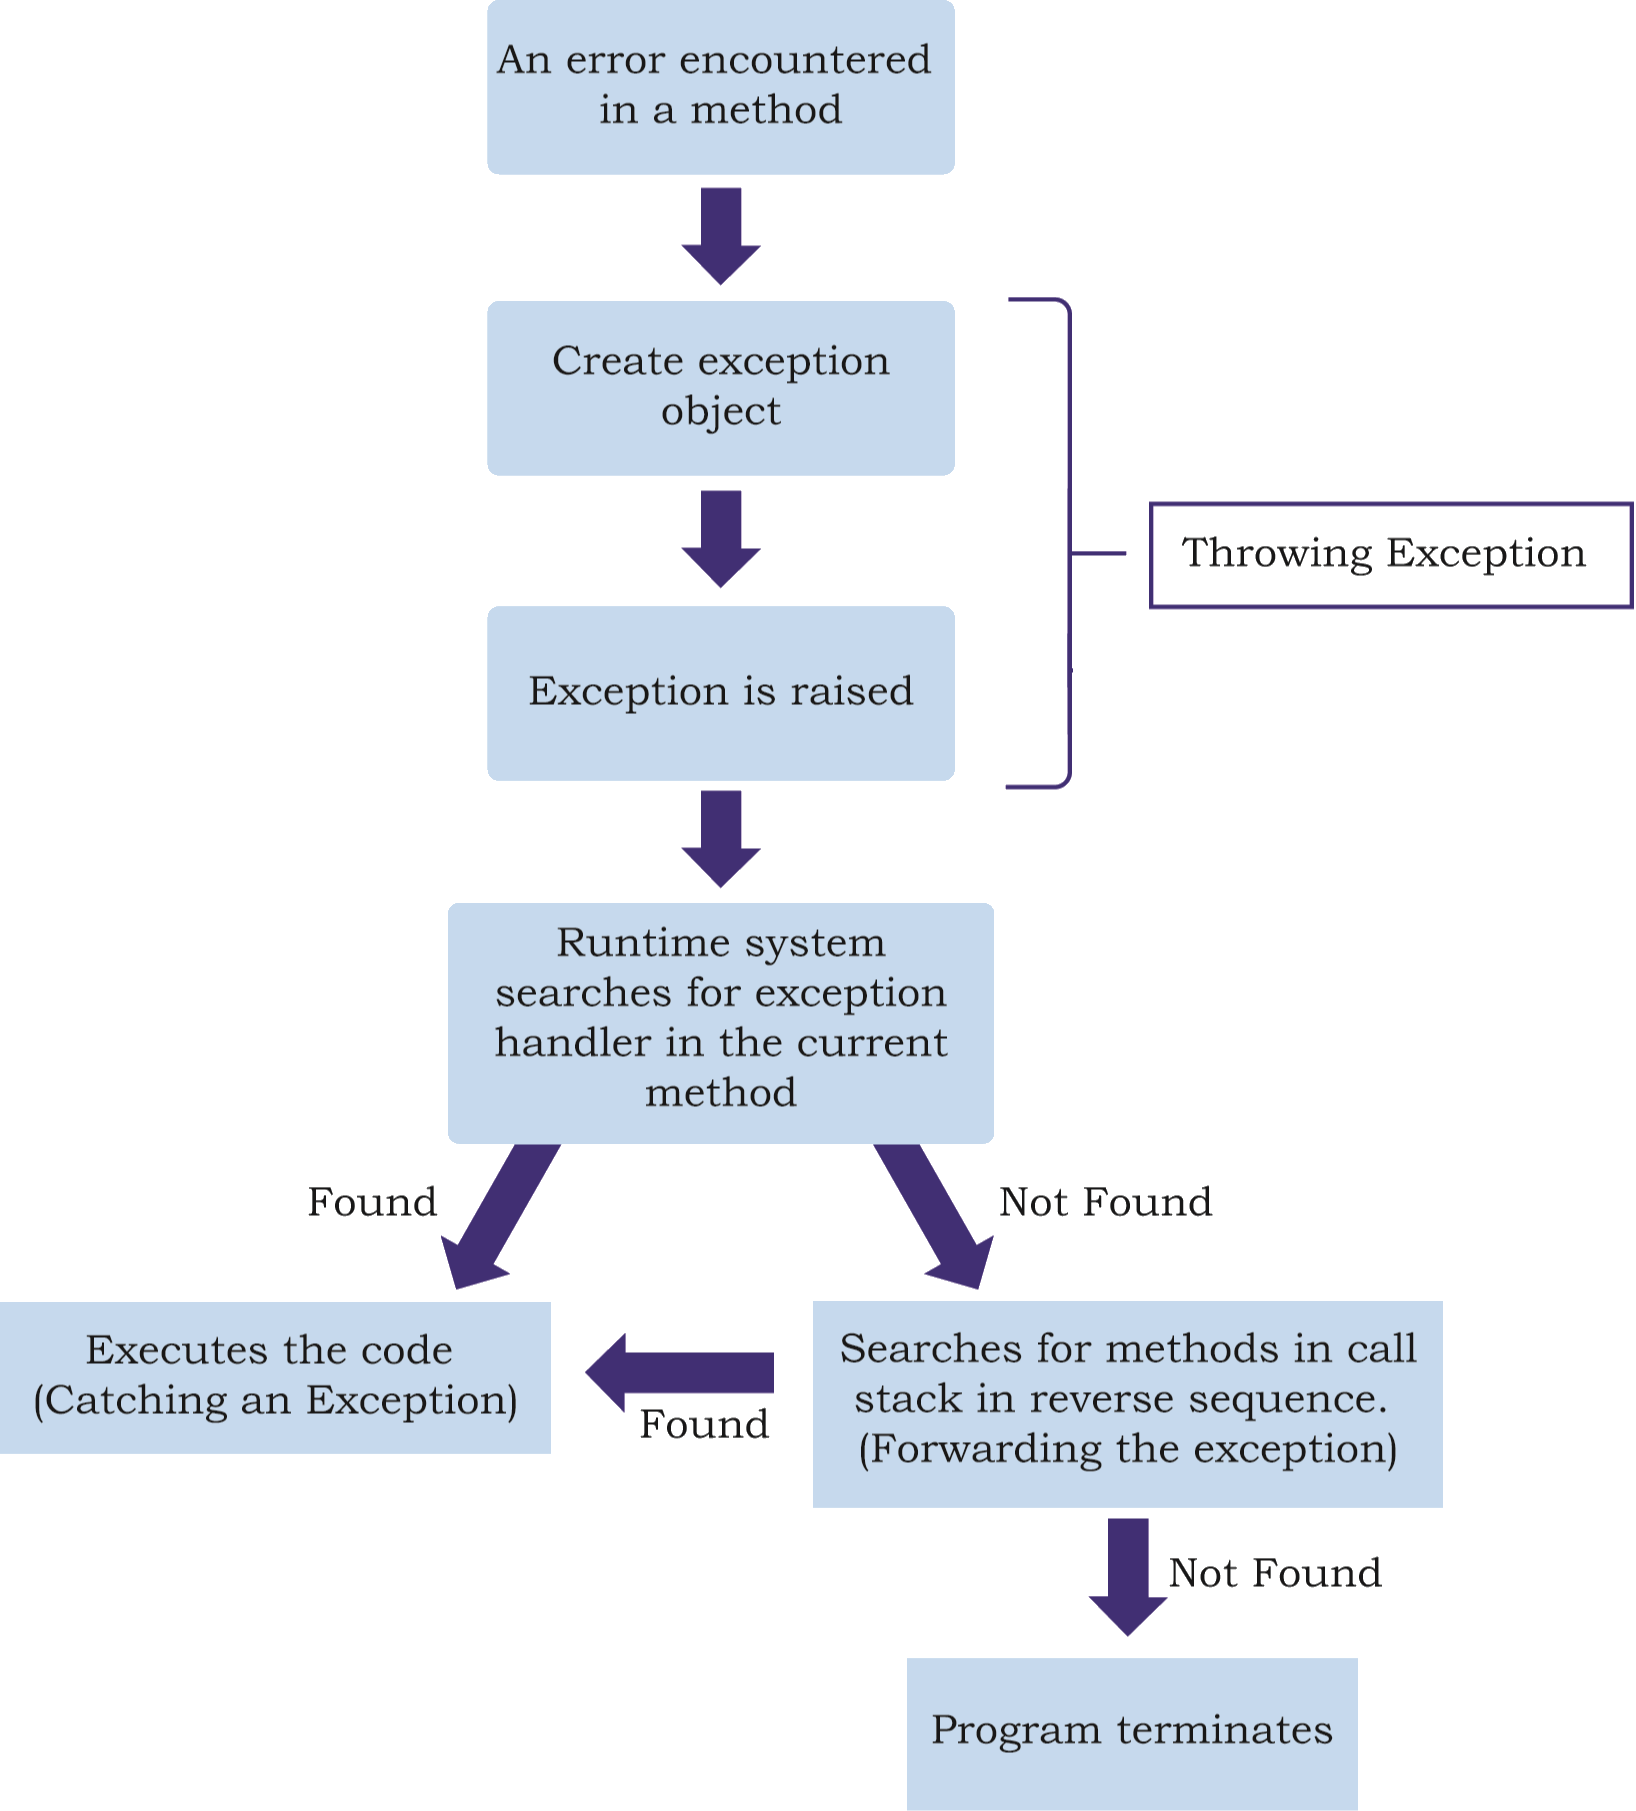 An error encountered
in a method
Create exception
object
Throwing Exception
Exception is raised
Runtime system
searches for exception
handler in the current
method
Found
Not Found
Executes the code
(Catching an Exception)
Found
Searches for methods in call
stack in reverse sequence.
(Forwarding the exception)
Not Found
Program terminates